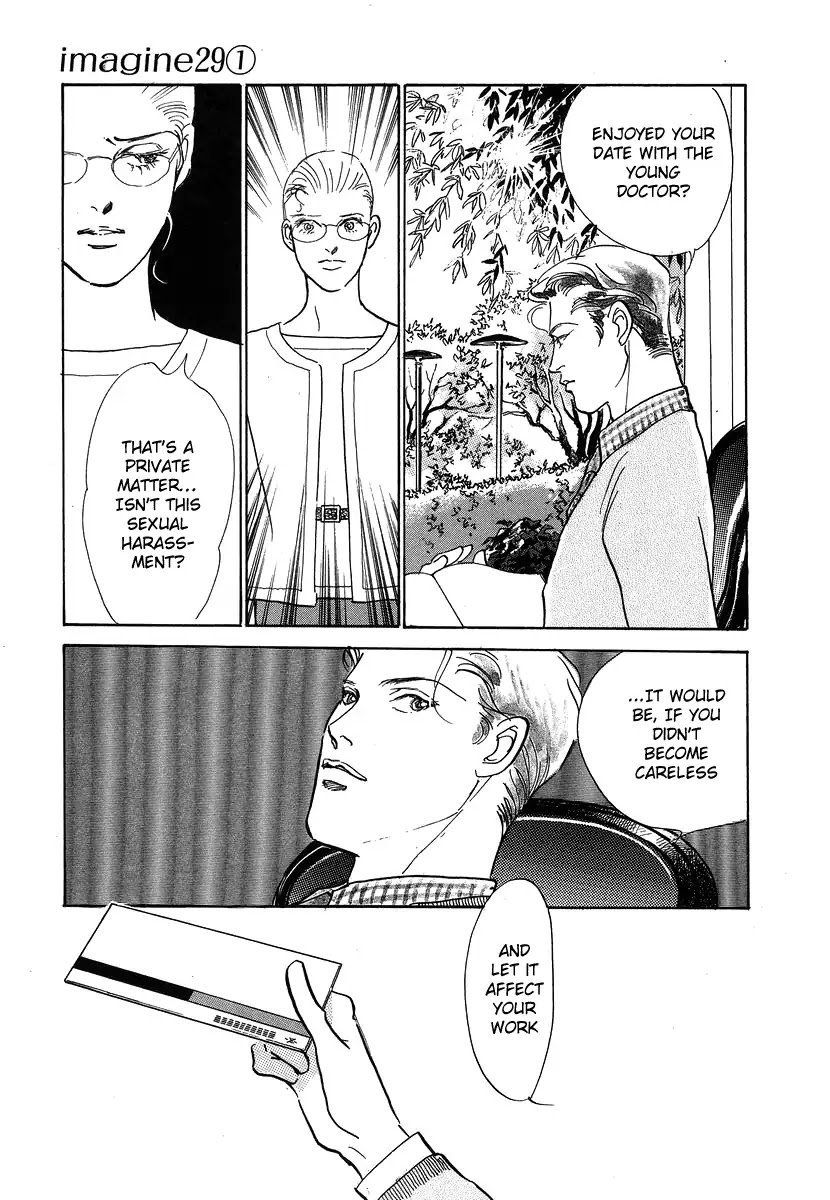 imagine29①
ENJOYED YOUR
DATE WITH THE
YOUNG
DOCTOR?
THAT'S A
PRIVATE
MATTER...
ISN'T THIS
SEXUAL
HARASS-
MENT?
...IT WOULD
BE, IF YOU
DIDN'T
BECOME
CARELESS
AND
LET IT
AFFECT
YOUR
WORK